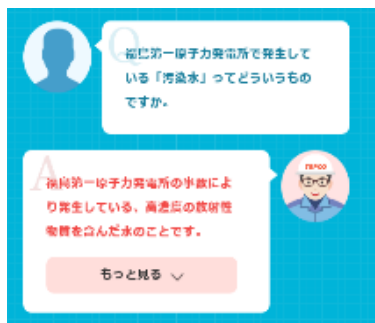 Q
福島第一原子力発電所で発生して
いる「汚染水」ってどういうもの
ですか。
A
福島第一原子力発電所の事故によ
り発生している、高濃度の放射性
物質を含んだ水のことです。
TEPCO
もっと見る